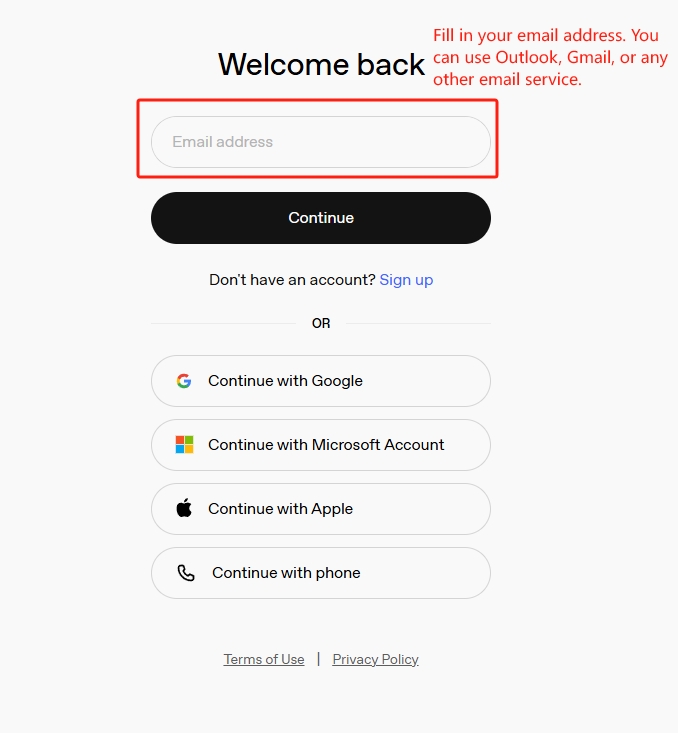 Fill in your email address. You
can use Outlook, Gmail, or any
other email service.
Welcome back
Email address
Continue
Don't have an account? Sign up
OR
Continue with Google
Continue with Microsoft Account
Continue with Apple
Continue with phone
Terms of Use | Privacy Policy